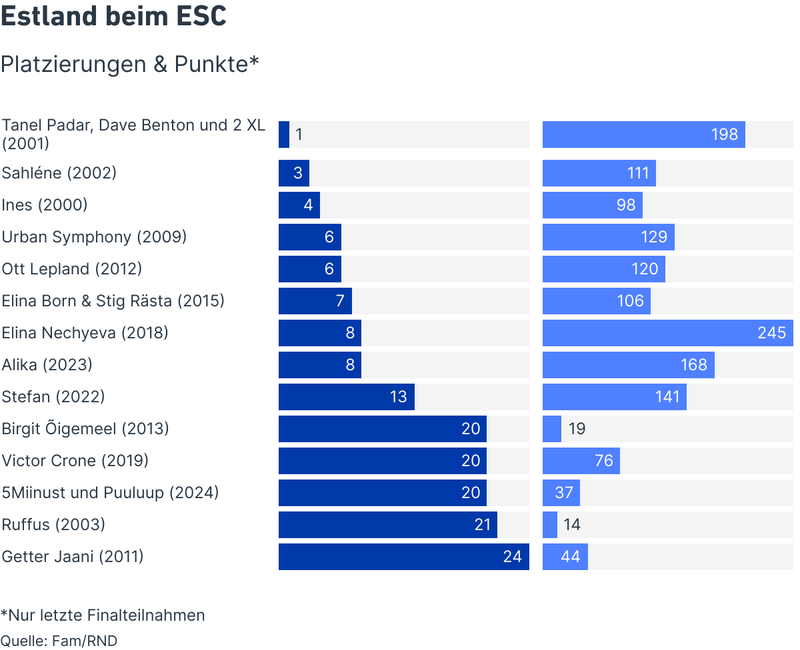 Estland beim ESC
Platzierungen & Punkte*
Tanel Padar, Dave Benton und 2 XL
(2001) 1 198
Sahléne (2002) 3 111
Ines (2000) 4 98
Urban Symphony (2009) 6 129
Ott Lepland (2012) 6 120
Elina Born & Stig Rästa (2015) 7 106
Elina Nechyeva (2018) 8 245
Alika (2023) 8 168
Stefan (2022) 13 141
Birgit Õigemeel (2013) 20 19
Victor Crone (2019) 20 76
5Miinust und Puuluup (2024) 20 37
Ruffus (2003) 21 14
Getter Jaani (2011) 24 44
*Nur letzte Finalteilnahmen
Quelle: Fam/RND